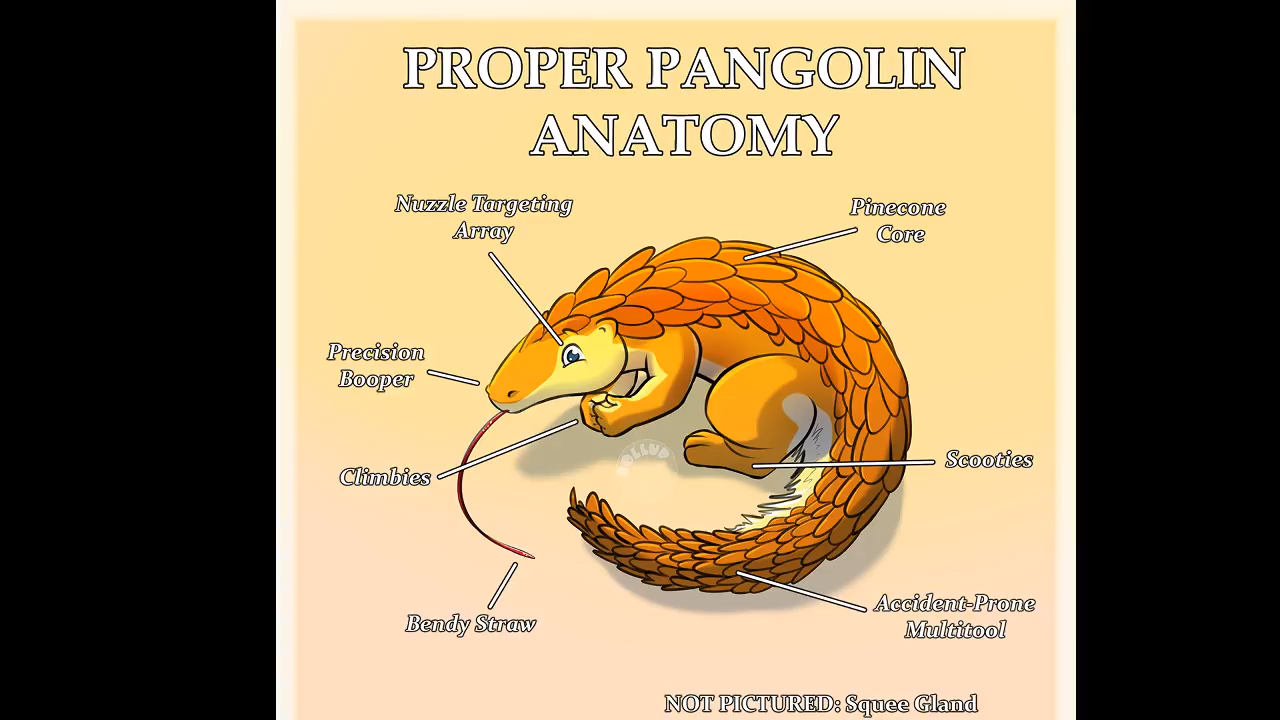 PROPER PANGOLIN
ANATOMY
Nuzzle Targeting
Array
Pinecone
Core
Precision
Booper
Climbies
Scooties
Bendy Straw
Accident-Prone
Multitool
NOT PICTURED: Squee Gland